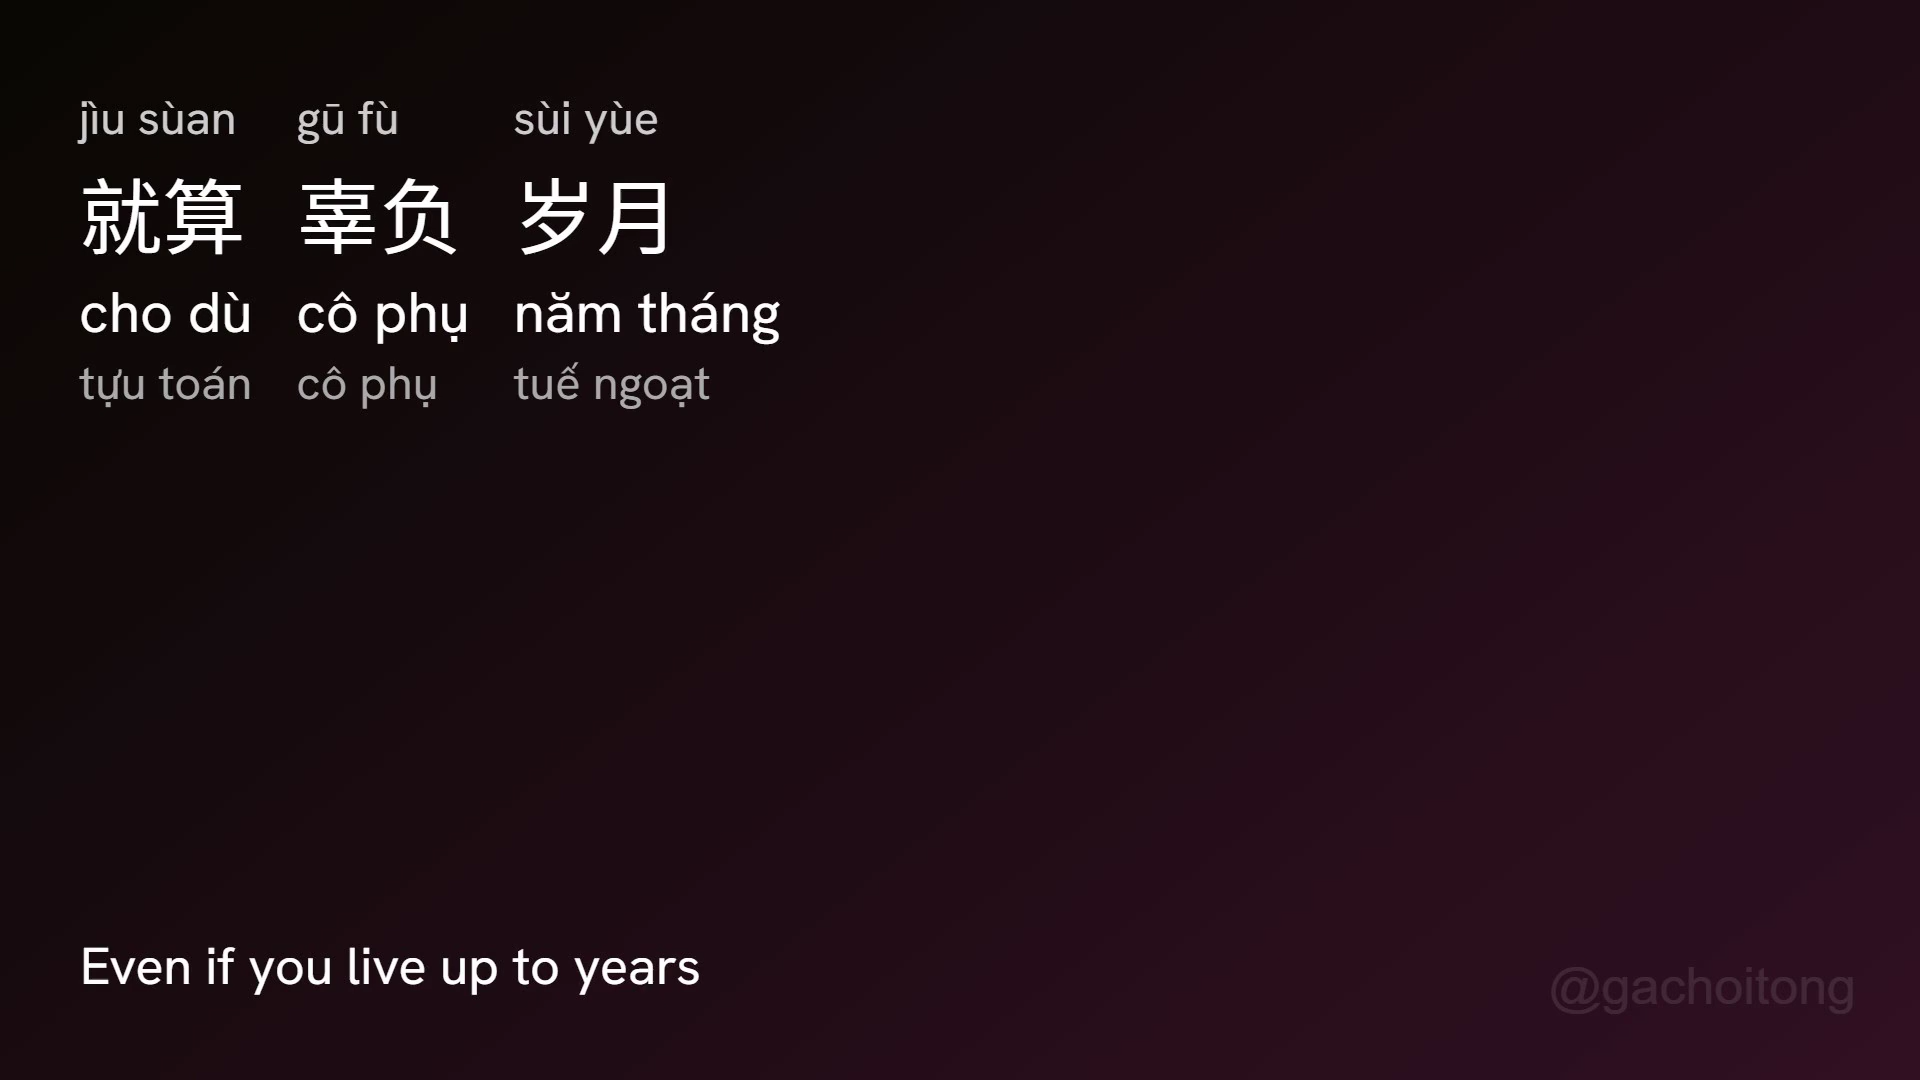 jìu sùan gū fù sùi yùe
就算 辜负 岁月
cho dù cô phụ năm tháng
tựu toán cô phụ tuế ngoạt
Even if you live up to years
@gachoitong